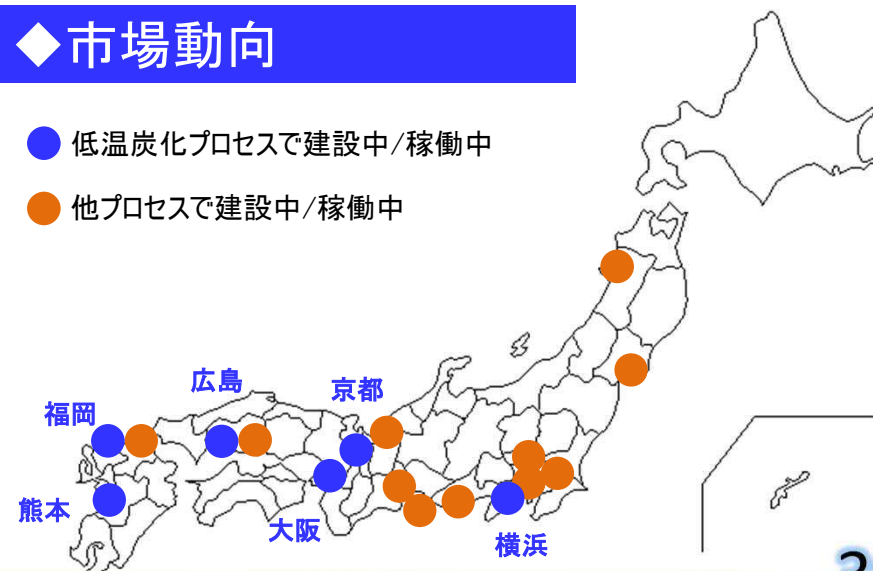 ◆市場動向
低温炭化プロセスで建設中/稼働中
他プロセスで建設中/稼働中
広島
京都
福岡
熊本
大阪
横浜